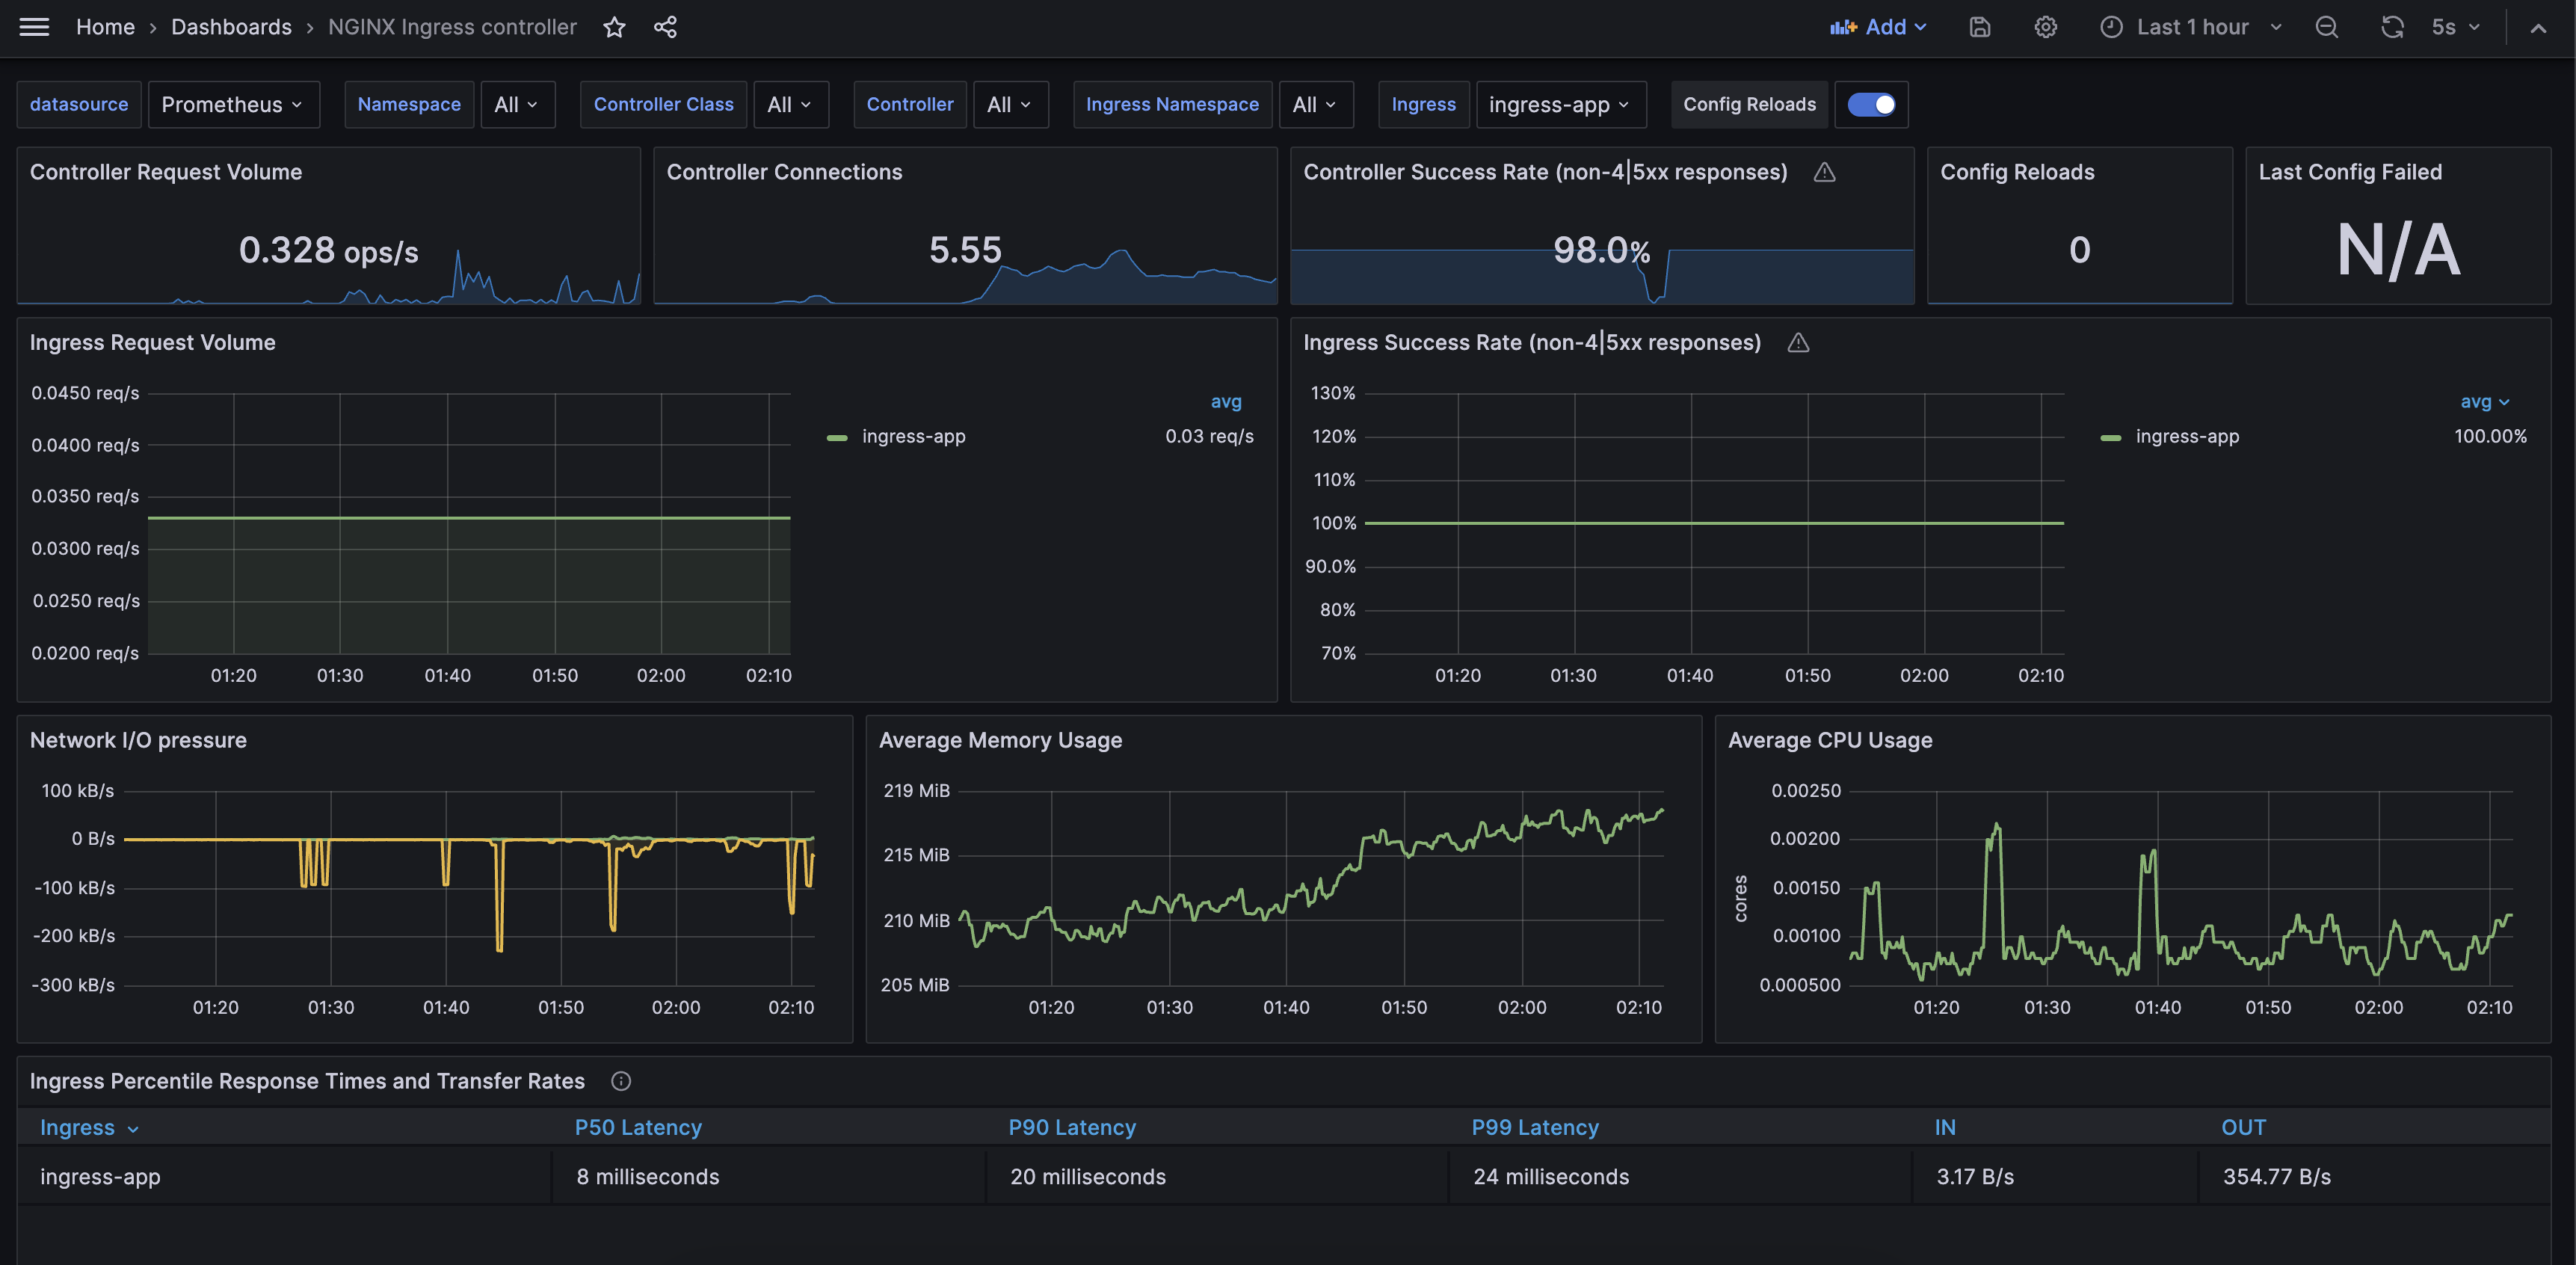 Home › Dashboards › NGINX Ingress controller Add Last 1 hour 5s
datasource Prometheus Namespace All Controller Class All Controller All Ingress Namespace All Ingress ingress-app Config Reloads
Controller Request Volume
0.328 ops/s
Controller Connections
5.55
Controller Success Rate (non-4|5xx responses)
98.0%
Config Reloads
0
Last Config Failed
N/A
Ingress Request Volume
0.0450 req/s
0.0400 req/s
0.0350 req/s
0.0300 req/s
0.0250 req/s
0.0200 req/s
01:20 01:30 01:40 01:50 02:00 02:10
avg
ingress-app 0.03 req/s
Ingress Success Rate (non-4|5xx responses)
130%
120%
110%
100%
90.0%
80%
70%
01:20 01:30 01:40 01:50 02:00 02:10
avg
ingress-app 100.00%
Network I/O pressure
100 kB/s
0 B/s
-100 kB/s
-200 kB/s
-300 kB/s
01:20 01:30 01:40 01:50 02:00 02:10
Average Memory Usage
219 MiB
215 MiB
210 MiB
205 MiB
01:20 01:30 01:40 01:50 02:00 02:10
Average CPU Usage
cores
0.00250
0.00200
0.00150
0.00100
0.000500
01:20 01:30 01:40 01:50 02:00 02:10
Ingress Percentile Response Times and Transfer Rates
Ingress P50 Latency P90 Latency P99 Latency IN OUT
ingress-app 8 milliseconds 20 milliseconds 24 milliseconds 3.17 B/s 354.77 B/s